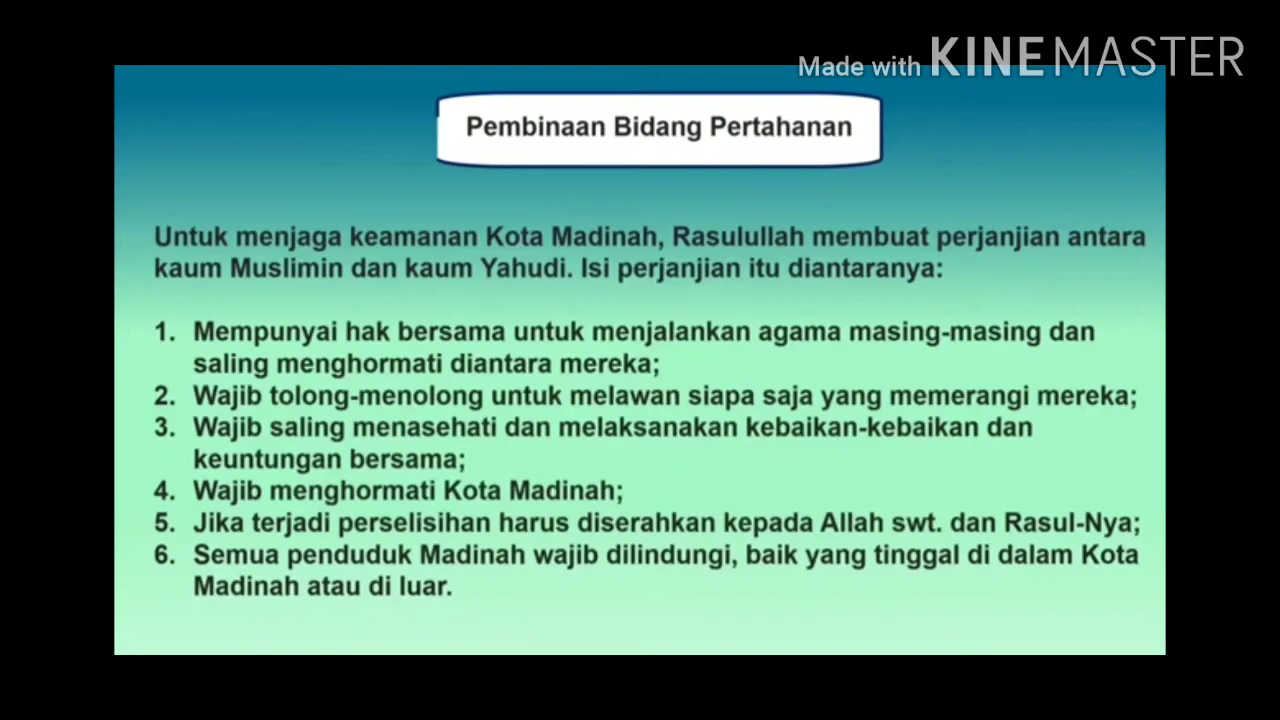 Made with KINEMASTER
Pembinaan Bidang Pertahanan
Untuk menjaga keamanan Kota Madinah, Rasulullah membuat perjanjian antara
kaum Muslimin dan kaum Yahudi. Isi perjanjian itu diantaranya:
1. Mempunyai hak bersama untuk menjalankan agama masing-masing dan
saling menghormati diantara mereka;
2. Wajib tolong-menolong untuk melawan siapa saja yang memerangi mereka;
3. Wajib saling menasehati dan melaksanakan kebaikan-kebaikan dan
keuntungan bersama;
4. Wajib menghormati Kota Madinah;
5. Jika terjadi perselisihan harus diserahkan kepada Allah swt. dan Rasul-Nya;
6. Semua penduduk Madinah wajib dilindungi, baik yang tinggal di dalam Kota
Madinah atau di luar.